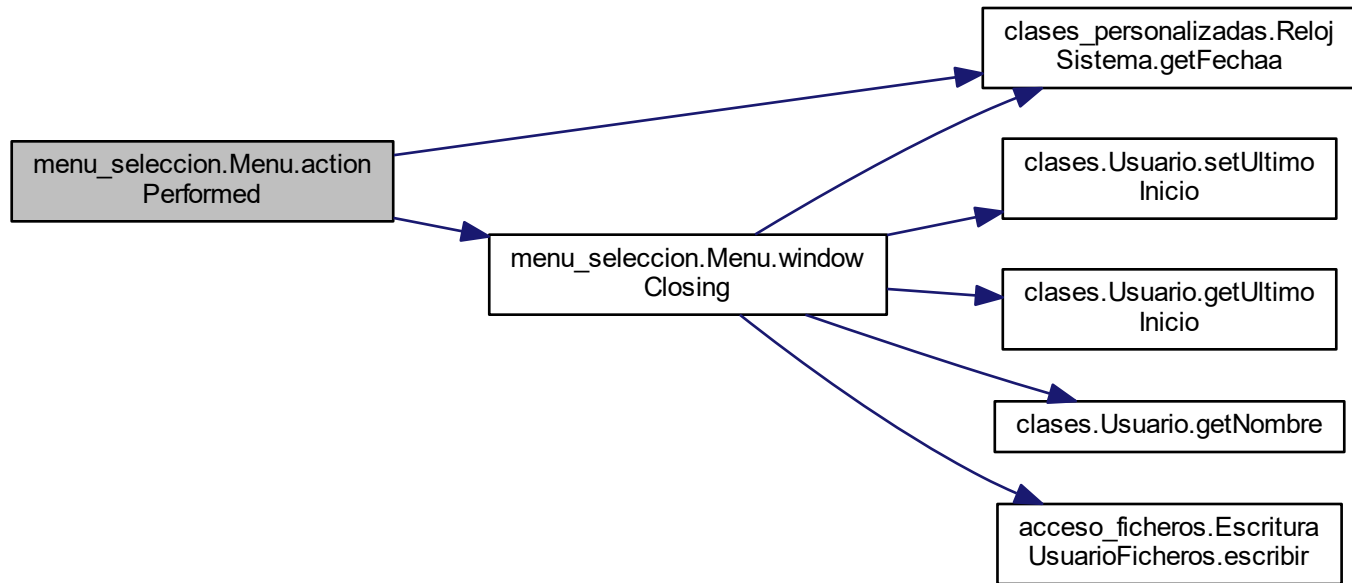 menu_seleccion.Menu.action
Performed
menu_seleccion.Menu.window
Closing
clases_personalizadas.Reloj
Sistema.getFechaa
clases.Usuario.setUltimo
Inicio
clases.Usuario.getUltimo
Inicio
clases.Usuario.getNombre
acceso_ficheros.Escritura
UsuarioFicheros.escribir